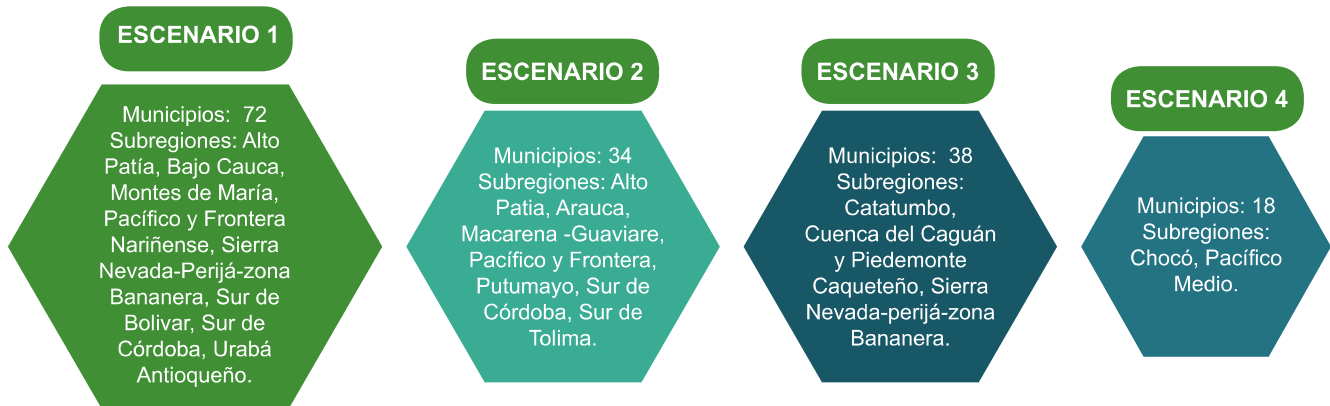 ESCENARIO 1
Municipios:  72
Subregiones: Alto
Patía, Bajo Cauca,
Montes de María,
Pacífico y Frontera
Nariñense, Sierra
Nevada-Perijá-zona
Bananera, Sur de
Bolivar, Sur de
Córdoba, Urabá
Antioqueño.
ESCENARIO 2
Municipios: 34
Subregiones: Alto
Patia, Arauca,
Macarena -Guaviare,
Pacífico y Frontera,
Putumayo, Sur de
Córdoba, Sur de
Tolima.
ESCENARIO 3
Municipios:  38
Subregiones:
Catatumbo,
Cuenca del Caguán
y Piedemonte
Caqueteño, Sierra
Nevada-perijá-zona
Bananera.
ESCENARIO 4
Municipios: 18
Subregiones:
Chocó, Pacífico
Medio.